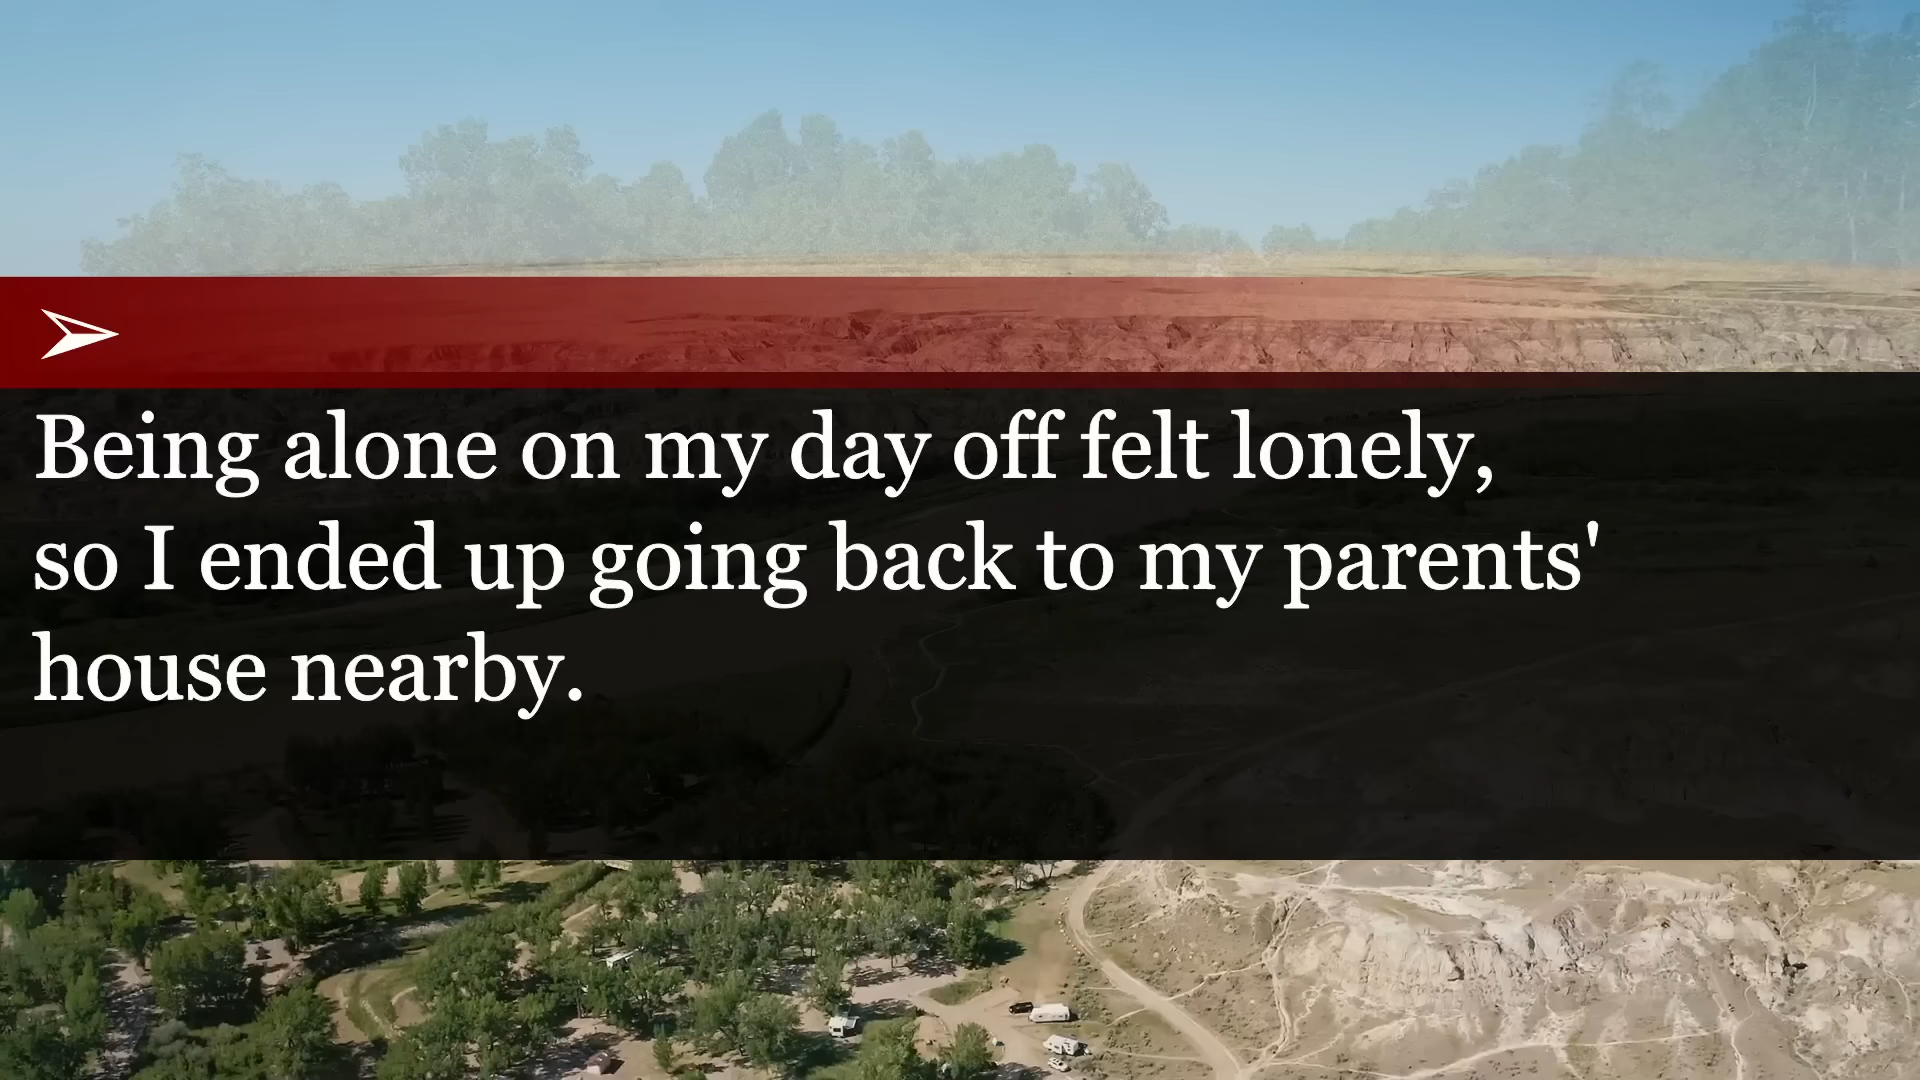 Being alone on my day off felt lonely,
so I ended up going back to my parents'
house nearby.